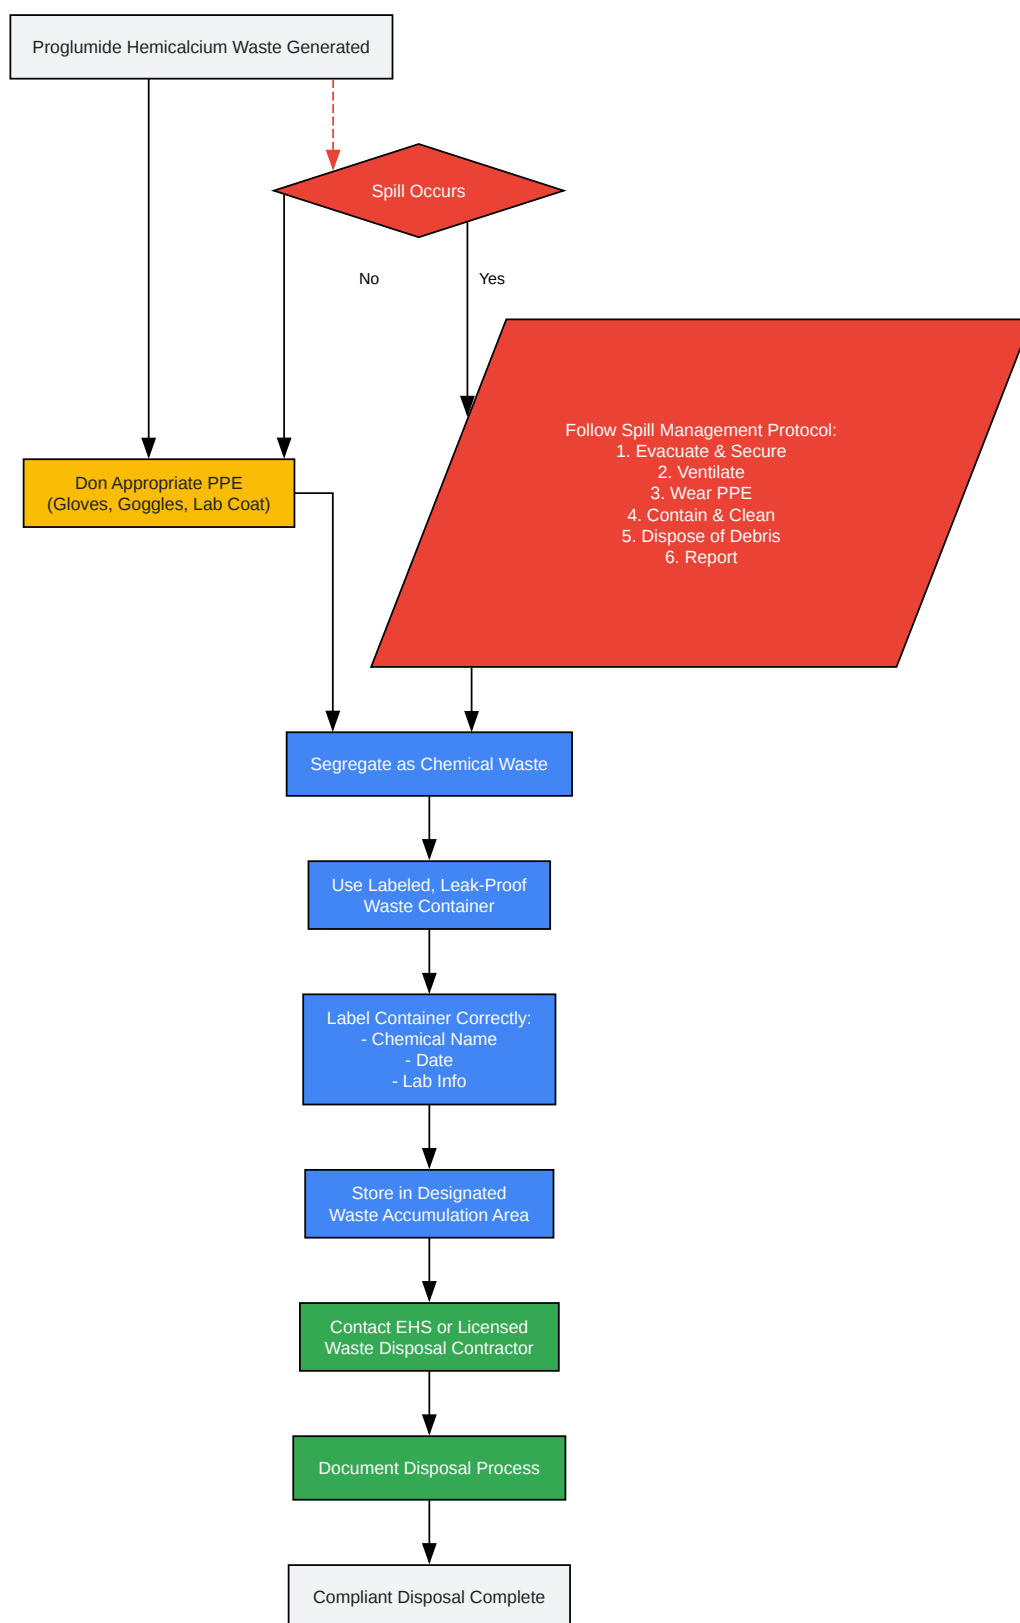 Proglumide Hemicalcium Waste Generated
Spill Occurs
No
Yes
Follow Spill Management Protocol:
1. Evacuate & Secure
2. Ventilate
3. Wear PPE
4. Contain & Clean
5. Dispose of Debris
6. Report
Don Appropriate PPE
(Gloves, Goggles, Lab Coat)
Segregate as Chemical Waste
Use Labeled, Leak-Proof
Waste Container
Label Container Correctly:
- Chemical Name
- Date
- Lab Info
Store in Designated
Waste Accumulation Area
Contact EHS or Licensed
Waste Disposal Contractor
Document Disposal Process
Compliant Disposal Complete